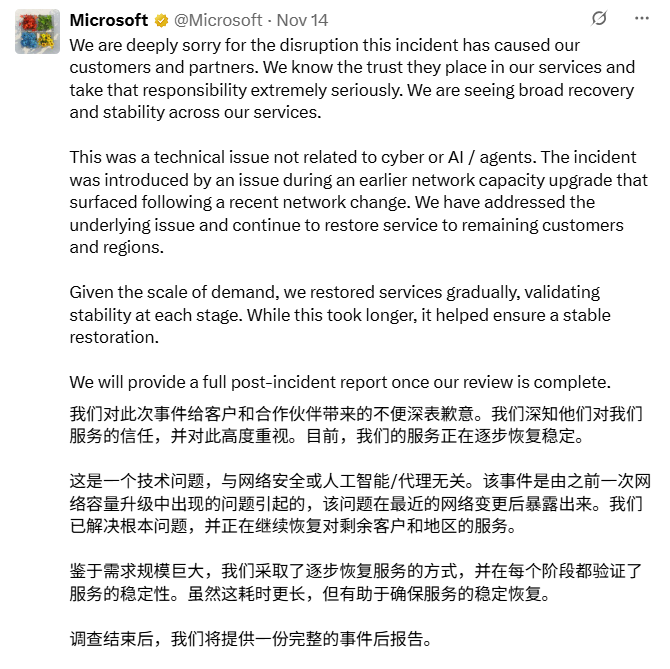 Microsoft @Microsoft · Nov 14
We are deeply sorry for the disruption this incident has caused our
customers and partners. We know the trust they place in our services and
take that responsibility extremely seriously. We are seeing broad recovery
and stability across our services.
This was a technical issue not related to cyber or AI / agents. The incident
was introduced by an issue during an earlier network capacity upgrade that
surfaced following a recent network change. We have addressed the
underlying issue and continue to restore service to remaining customers
and regions.
Given the scale of demand, we restored services gradually, validating
stability at each stage. While this took longer, it helped ensure a stable
restoration.
We will provide a full post-incident report once our review is complete.
我们对此次事件给客户和合作伙伴带来的不便深表歉意。我们深知他们对我们
服务的信任，并对此高度重视。目前，我们的服务正在逐步恢复稳定。
这是一个技术问题，与网络安全或人工智能/代理无关。该事件是由之前一次网
络容量升级中出现的问题引起的，该问题在最近的网络变更后暴露出来。我们
已解决根本问题，并正在继续恢复对剩余客户和地区的服务。
鉴于需求规模巨大，我们采取了逐步恢复服务的方式，并在每个阶段都验证了
服务的稳定性。虽然这耗时更长，但有助于确保服务的稳定恢复。
调查结束后，我们将提供一份完整的事件后报告。